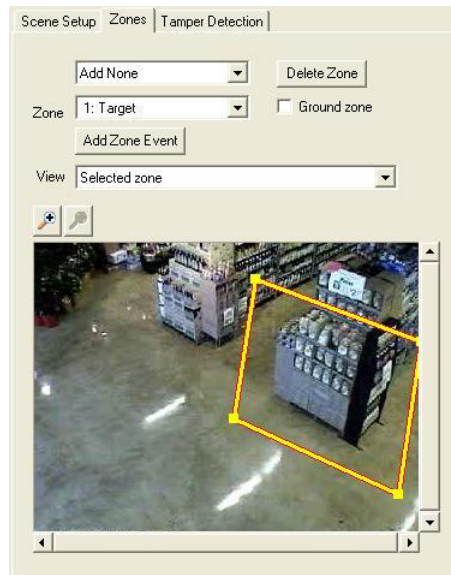 Scene Setup Zones Tamper Detection
Add None Delete Zone
Zone 1: Target Ground zone
Add Zone Event
View Selected zone